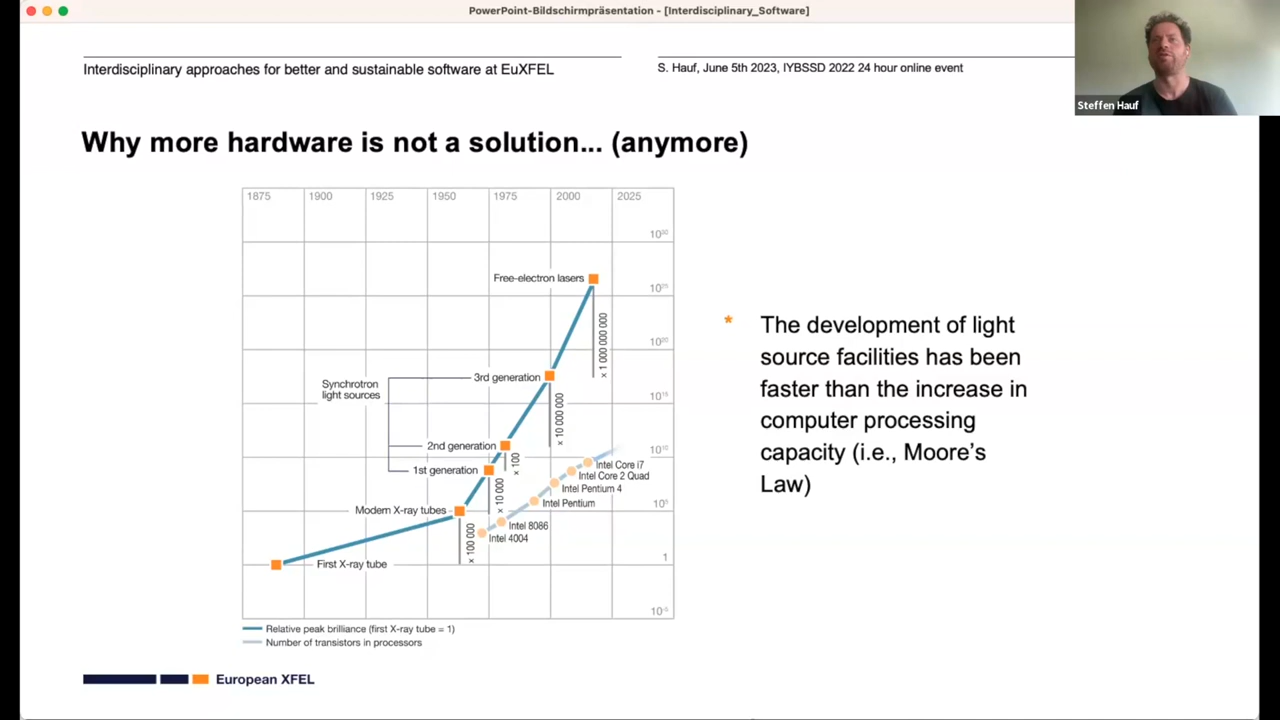 PowerPoint-Bildschirmpräsentation - [Interdisciplinary_Software]
Interdisciplinary approaches for better and sustainable software at EuXFEL
S. Hauf, June 5th 2023, IYBSSD 2022 24 hour online event
Steffen Hauf
Why more hardware is not a solution... (anymore)
1875 1900 1925 1950 1975 2000 2025
10³⁰
Free-electron lasers
10²⁵
x 1 000 000 000
10²⁰
3rd generation
Synchrotron
light sources
10¹⁵
x 10 000 000
2nd generation
10¹⁰
x 100
1st generation
Intel Core i7
Intel Core 2 Quad
Intel Pentium 4
x 10 000
Intel Pentium
10⁵
Modern X-ray tubes
Intel 8086
Intel 4004
x 100 000
1
First X-ray tube
10⁻⁵
Relative peak brilliance (first X-ray tube = 1)
Number of transistors in processors
* The development of light
source facilities has been
faster than the increase in
computer processing
capacity (i.e., Moore’s
Law)
European XFEL